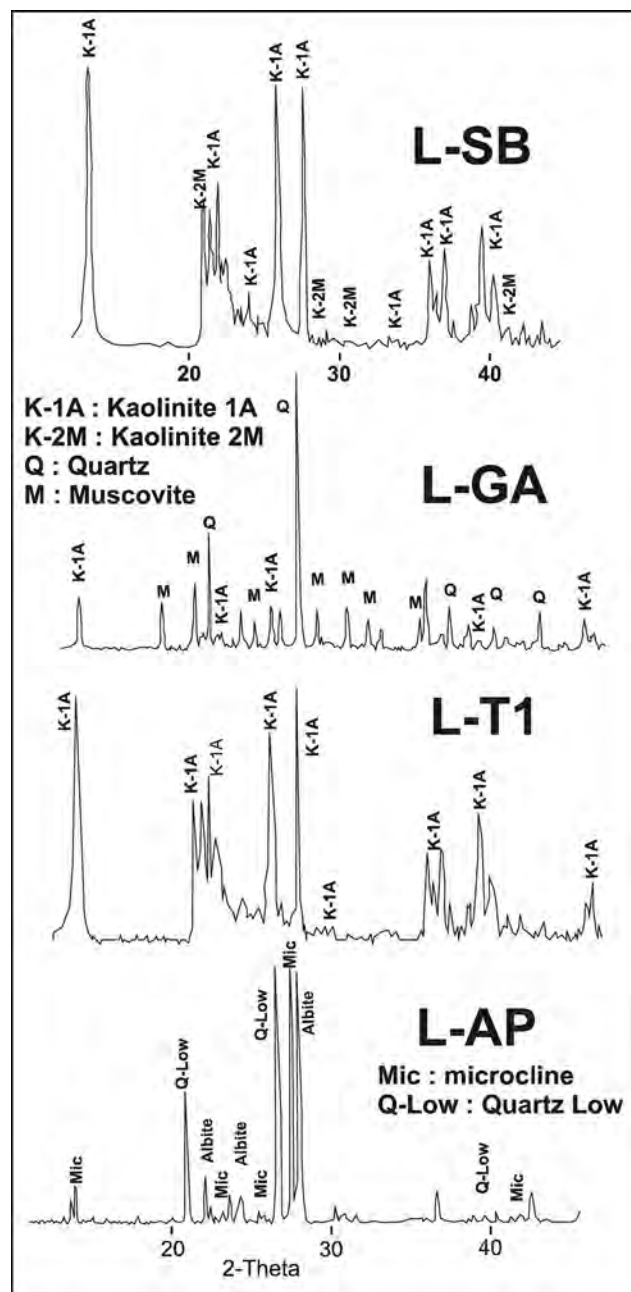 K-1A
K-1A K-1A
L-SB
K-2M K-1A
K-1A
K-2M K-2M K-1A
K-1A K-1A K-1A
K-2M
20 30 40
K-1A : Kaolinite 1A
K-2M : Kaolinite 2M
Q : Quartz
M : Muscovite
Q
L-GA
K-1A M M Q K-1A M K-1A M M M M Q K-1A Q Q K-1A
L-T1
K-1A K-1A K-1A K-1A K-1A K-1A K-1A K-1A K-1A
L-AP
Mic : microcline
Q-Low : Quartz Low
Mic Q-Low Albite Mic Albite Mic Q-Low Mic Albite Q-Low Mic
20 30 40
2-Theta